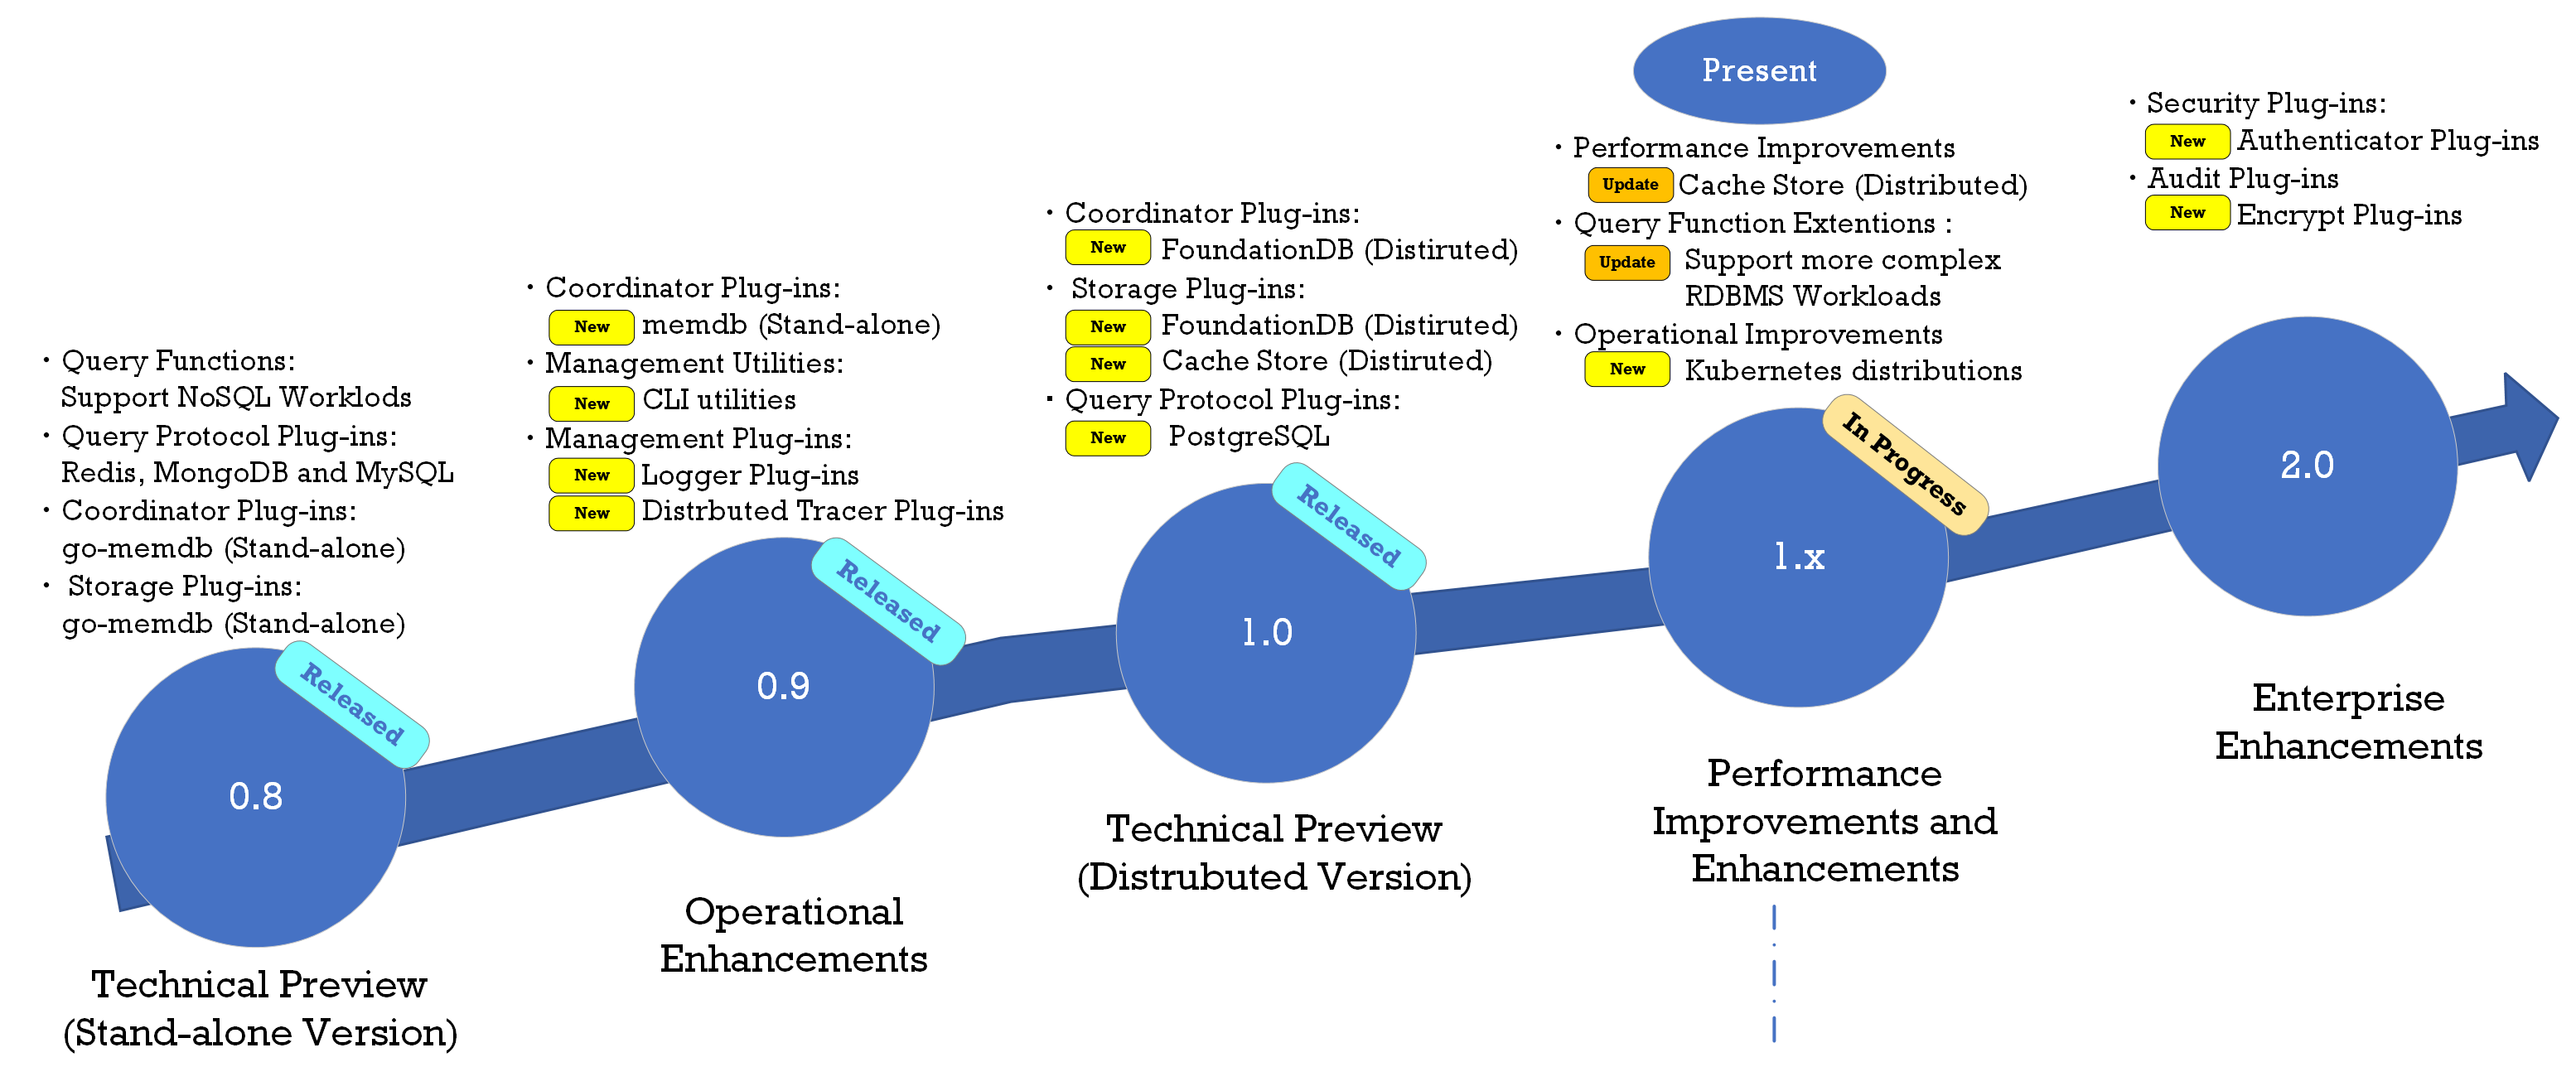 ・Query Functions:
Support NoSQL Worklods
・Query Protocol Plug-ins:
Redis, MongoDB and MySQL
・Coordinator Plug-ins:
go-memdb (Stand-alone)
・Storage Plug-ins:
go-memdb (Stand-alone)
Released
0.8
Technical Preview
(Stand-alone Version)
・Coordinator Plug-ins:
New memdb (Stand-alone)
・Management Utilities:
New CLI utilities
・Management Plug-ins:
New Logger Plug-ins
New Distrbuted Tracer Plug-ins
Released
0.9
Operational
Enhancements
・Coordinator Plug-ins:
New FoundationDB (Distiruted)
・Storage Plug-ins:
New FoundationDB (Distiruted)
New Cache Store (Distiruted)
・Query Protocol Plug-ins:
New PostgreSQL
Released
1.0
Technical Preview
(Distrubuted Version)
Present
・Performance Improvements
Update Cache Store (Distributed)
・Query Function Extentions :
Update Support more complex
RDBMS Workloads
・Operational Improvements
New Kubernetes distributions
In Progress
1.x
Performance
Improvements and
Enhancements
・Security Plug-ins:
New Authenticator Plug-ins
・Audit Plug-ins
New Encrypt Plug-ins
2.0
Enterprise
Enhancements